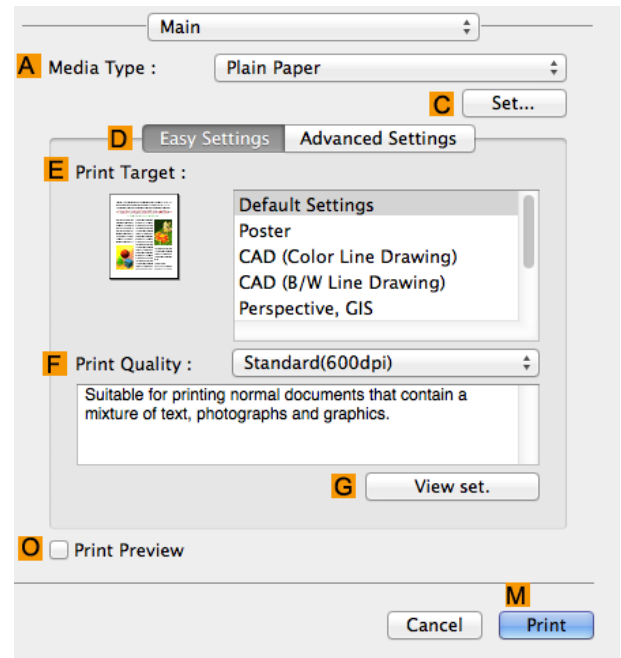 Main
A Media Type : Plain Paper
C Set...
D Easy Settings Advanced Settings
E Print Target :
Default Settings
Poster
CAD (Color Line Drawing)
CAD (B/W Line Drawing)
Perspective, GIS
F Print Quality : Standard(600dpi)
Suitable for printing normal documents that contain a
mixture of text, photographs and graphics.
G View set.
O Print Preview
M
Cancel Print